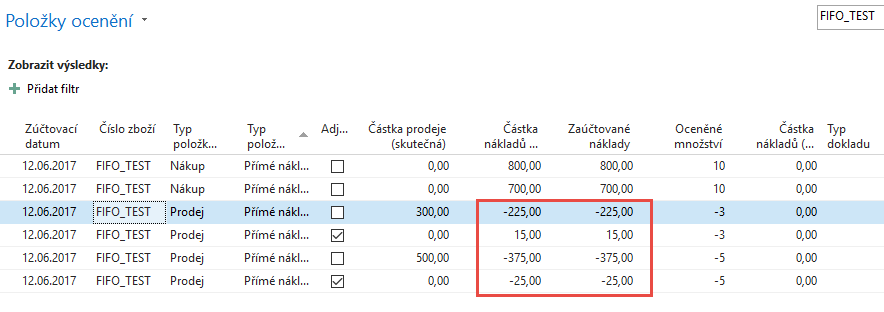 Položky ocenění
FIFO_TEST
Zobrazit výsledky:
Přidat filtr
Zúčtovací datum Číslo zboží Typ položk... Typ polož... Adj... Částka prodeje (skutečná) Částka nákladů ... Zaúčtované náklady Oceněné množství Částka nákladů (... Typ dokladu
12.06.2017 FIFO_TEST Nákup Přímé nákl... 0,00 800,00 800,00 10 0,00
12.06.2017 FIFO_TEST Nákup Přímé nákl... 0,00 700,00 700,00 10 0,00
12.06.2017 FIFO_TEST Prodej Přímé nákl... 300,00 -225,00 -225,00 -3 0,00
12.06.2017 FIFO_TEST Prodej Přímé nákl... 0,00 15,00 15,00 -3 0,00
12.06.2017 FIFO_TEST Prodej Přímé nákl... 500,00 -375,00 -375,00 -5 0,00
12.06.2017 FIFO_TEST Prodej Přímé nákl... 0,00 -25,00 -25,00 -5 0,00